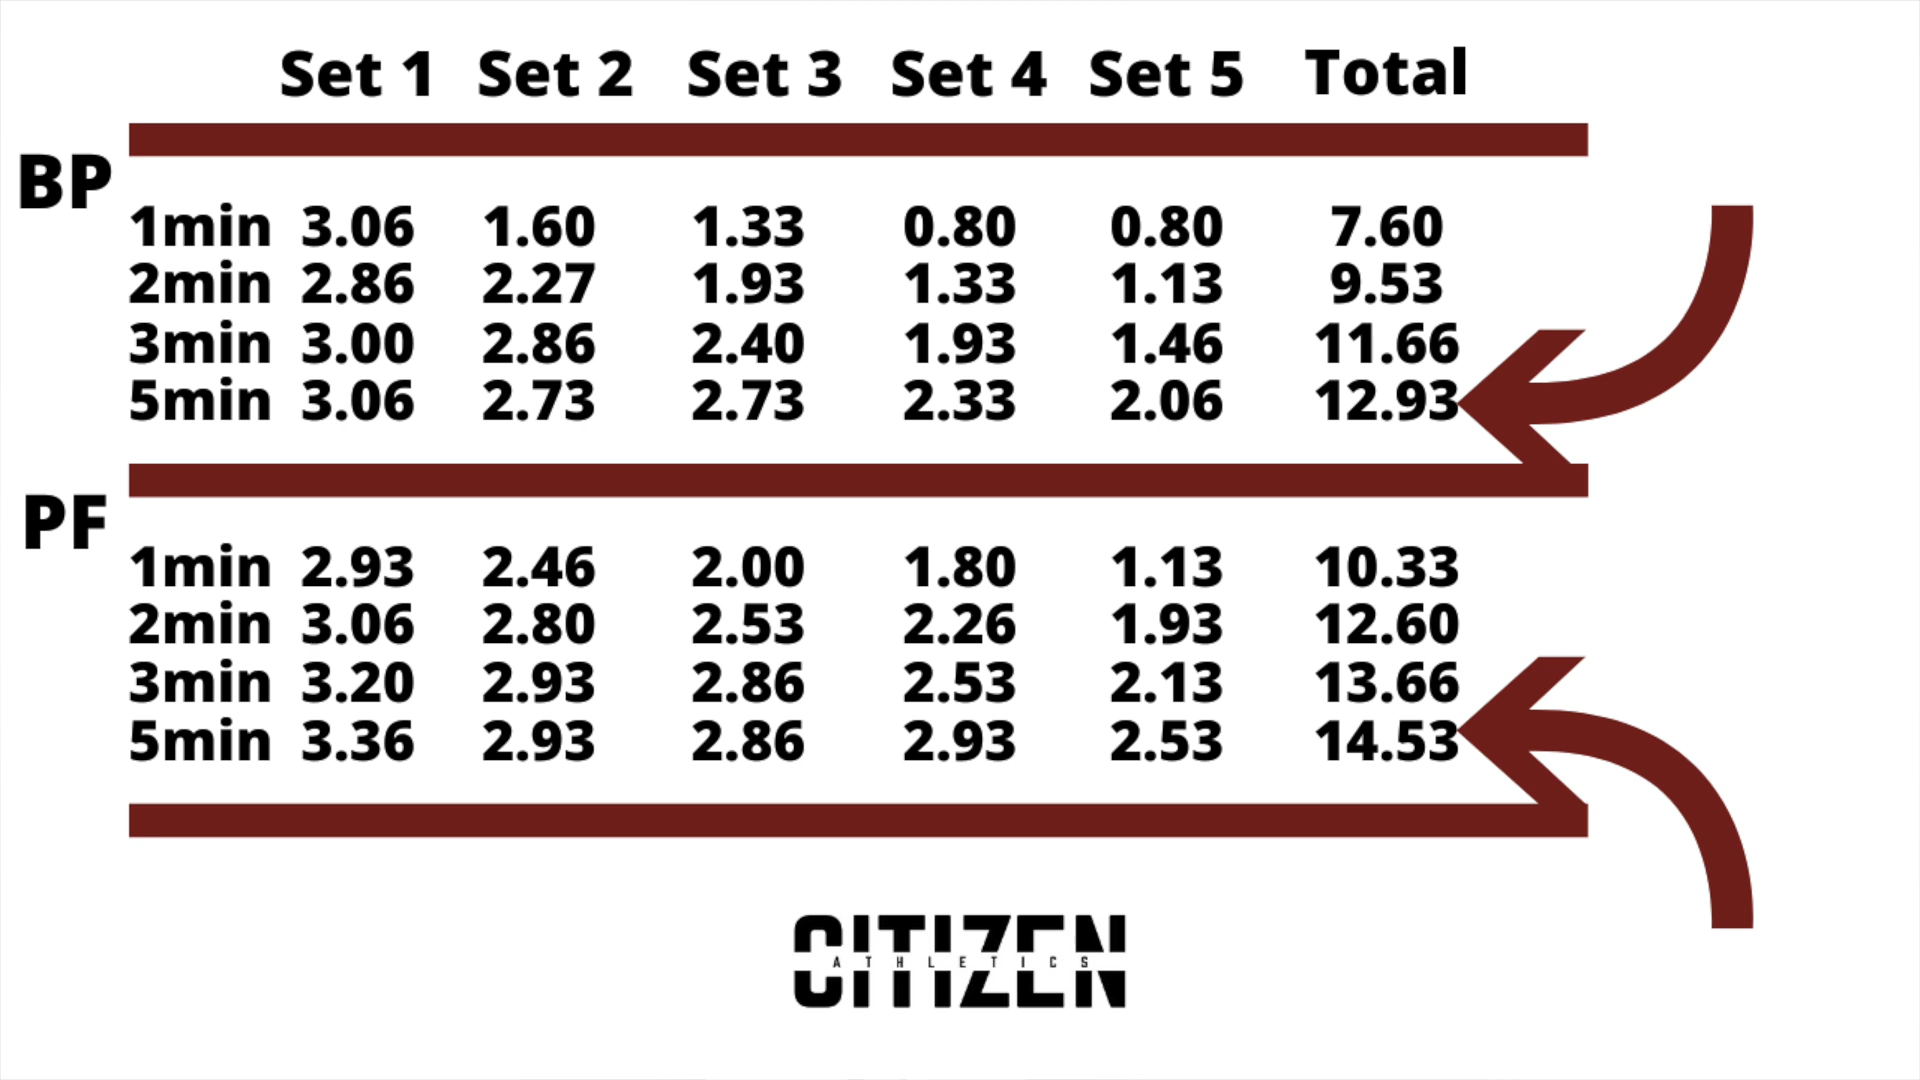 Set 1 Set 2 Set 3 Set 4 Set 5 Total
BP
1min 3.06 1.60 1.33 0.80 0.80 7.60
2min 2.86 2.27 1.93 1.33 1.13 9.53
3min 3.00 2.86 2.40 1.93 1.46 11.66
5min 3.06 2.73 2.73 2.33 2.06 12.93
PF
1min 2.93 2.46 2.00 1.80 1.13 10.33
2min 3.06 2.80 2.53 2.26 1.93 12.60
3min 3.20 2.93 2.86 2.53 2.13 13.66
5min 3.36 2.93 2.86 2.93 2.53 14.53
CITIZEN
ATHLETICS